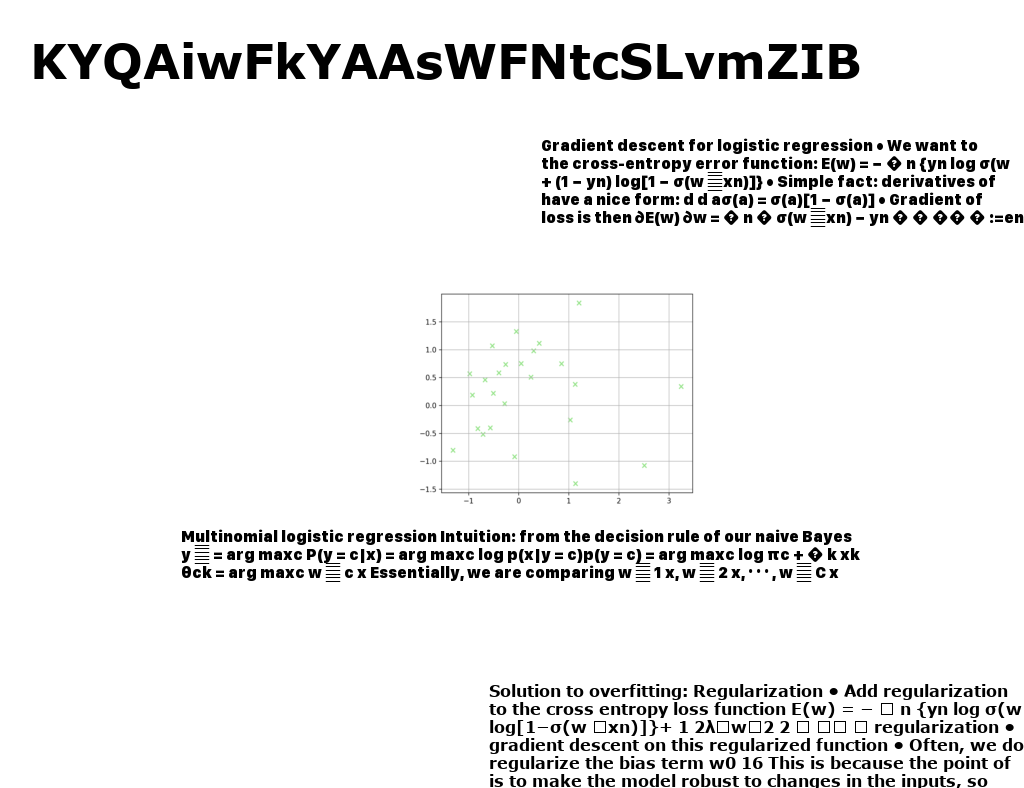 KYQAiwFkYAAsWFNtcSLvmZIB
Gradient descent for logistic regression • We want to
the cross-entropy error function: E(w) = − � n {yn log σ(w
+ (1 − yn) log[1 − σ(w xn)]} • Simple fact: derivatives of
have a nice form: d d aσ(a) = σ(a)[1 − σ(a)] • Gradient of
loss is then ∂E(w) ∂w = � n � σ(w xn) − yn � � �� � :=en
1.5
1.0
0.5
0.0
−0.5
−1.0
−1.5
−1 0 1 2 3
Multinomial logistic regression Intuition: from the decision rule of our naive Bayes
y = arg maxc P(y = c|x) = arg maxc log p(x|y = c)p(y = c) = arg maxc log πc + � k xk
θck = arg maxc w c x Essentially, we are comparing w 1 x, w 2 x, · · · , w C x
Solution to overfitting: Regularization • Add regularization
to the cross entropy loss function E(w) = − □ n {yn log σ(w
log[1−σ(w □xn)]}+ 1 2λ□w□2 2 □ □□ □ regularization •
gradient descent on this regularized function • Often, we do
regularize the bias term w0 16 This is because the point of
is to make the model robust to changes in the inputs, so